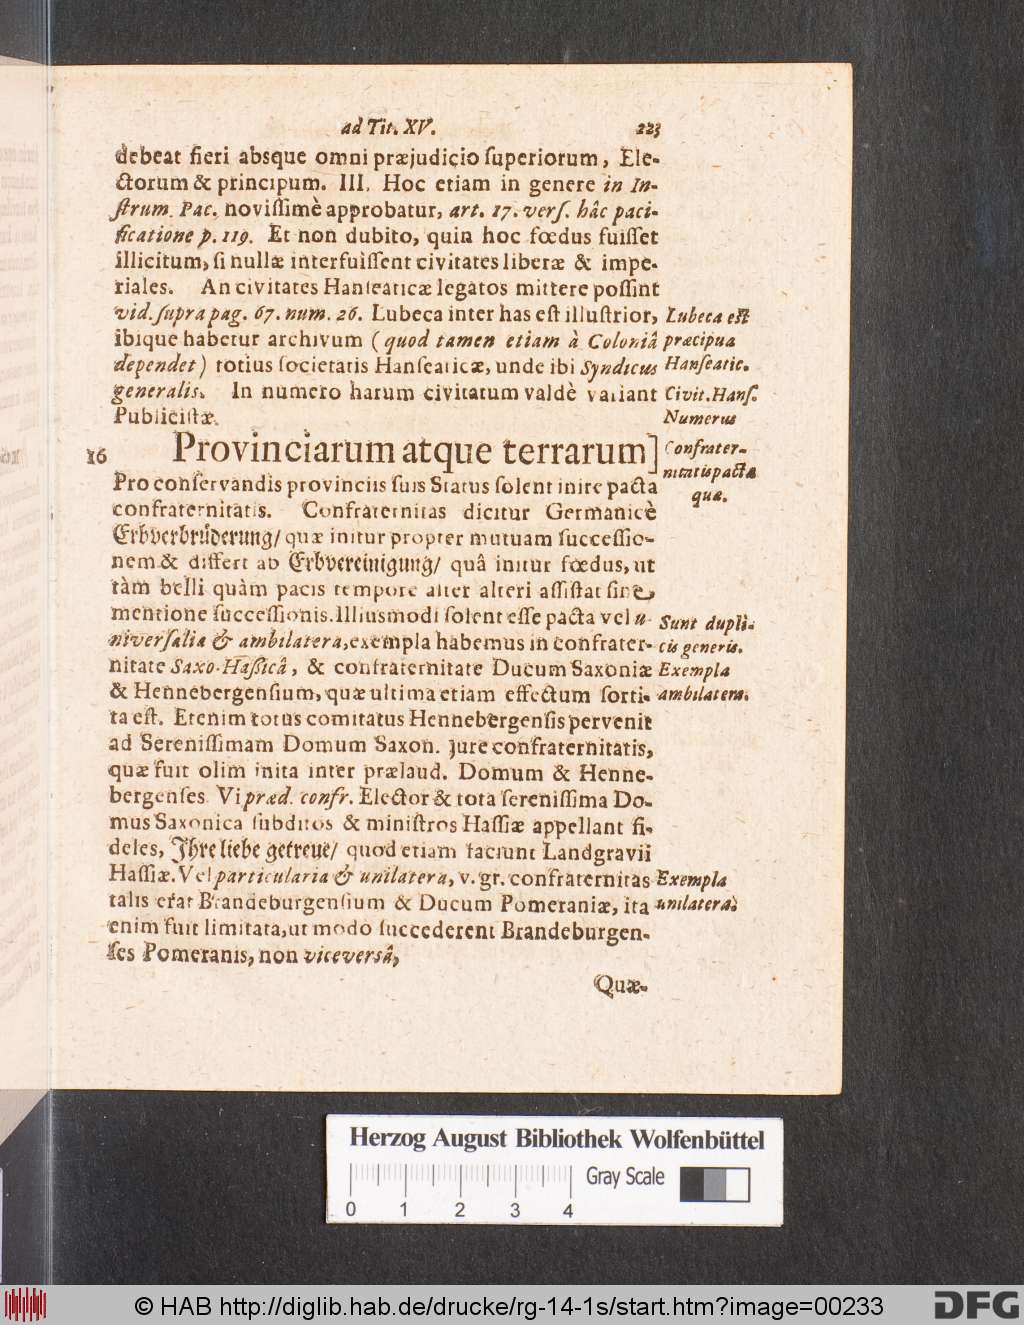 ad Tit. XV. 223
debeat fieri absque omni præjudicio ſuperiorum, Ele-
ctorum & principum. III. Hoc etiam in genere in In-
ſtrum. Pac. noviſſimè approbatur, art. 17. verſ. hâc paci-
ficatione p. 119. Et non dubito, quin hoc fœdus fuiſſet
illicitum, ſi nullæ interfuiſſent civitates liberæ & impe-
riales. An civitates Hanſeaticæ legatos mittere poſſint
vid. ſupra pag. 67. num. 26. Lubeca inter has eſt illuſtrior,
Lubeca eſt
ibique habetur archivum (quod tamen etiam à Coloniâ
præcipua
dependet) totius ſocietatis Hanſeaticæ, unde ibi Syndicus
Hanſeatic.
generalis. In numero harum civitatum valdè variant
Civit. Hanſ.
Publiciſtæ.
Numerus
16 Provinciarum atque terrarum]
Confrater-
nitatis pacta
quæ.
Pro conſervandis provinciis ſuis Status ſolent inire pacta
confraternitatis. Confraternitas dicitur Germanicè
Erbverbrüderung/ quæ initur propter mutuam ſucceſſio-
nem & differt ab Erbvereinigung/ quâ initur fœdus, ut
tàm belli quàm pacis tempore alter alteri aſſiſtat ſine
mentione ſucceſſionis. Illiusmodi ſolent eſſe pacta vel u-
Sunt dupli-
niverſalia & ambilatera, exempla habemus in confrater-
cis generis.
nitate Saxo-Haſſicâ, & confraternitate Ducum Saxoniæ
Exempla
& Hennebergenſium, quæ ultima etiam effectum ſorti-
ambilatera.
ta eſt. Etenim totus comitatus Hennebergenſis pervenit
ad Sereniſſimam Domum Saxon. jure confraternitatis,
quæ fuit olim inita inter prælaud. Domum & Henne-
bergenſes. Vi præd. confr. Elector & tota ſereniſſima Do-
mus Saxonica ſubditos & miniſtros Haſſiæ appellant fi-
deles, Ihre liebe getreue/ quod etiam faciunt Landgravii
Haſſiæ. Vel particularia & unilatera, v. gr. confraternitas
Exempla
talis erat Brandeburgenſium & Ducum Pomeraniæ, ita
unilatera.
enim fuit limitata, ut modo ſuccederent Brandeburgen-
ſes Pomeranis, non viceverſâ,
Quæ-
Herzog August Bibliothek Wolfenbüttel
Gray Scale
0 1 2 3 4
© HAB http://diglib.hab.de/drucke/rg-14-1s/start.htm?image=00233
DFG